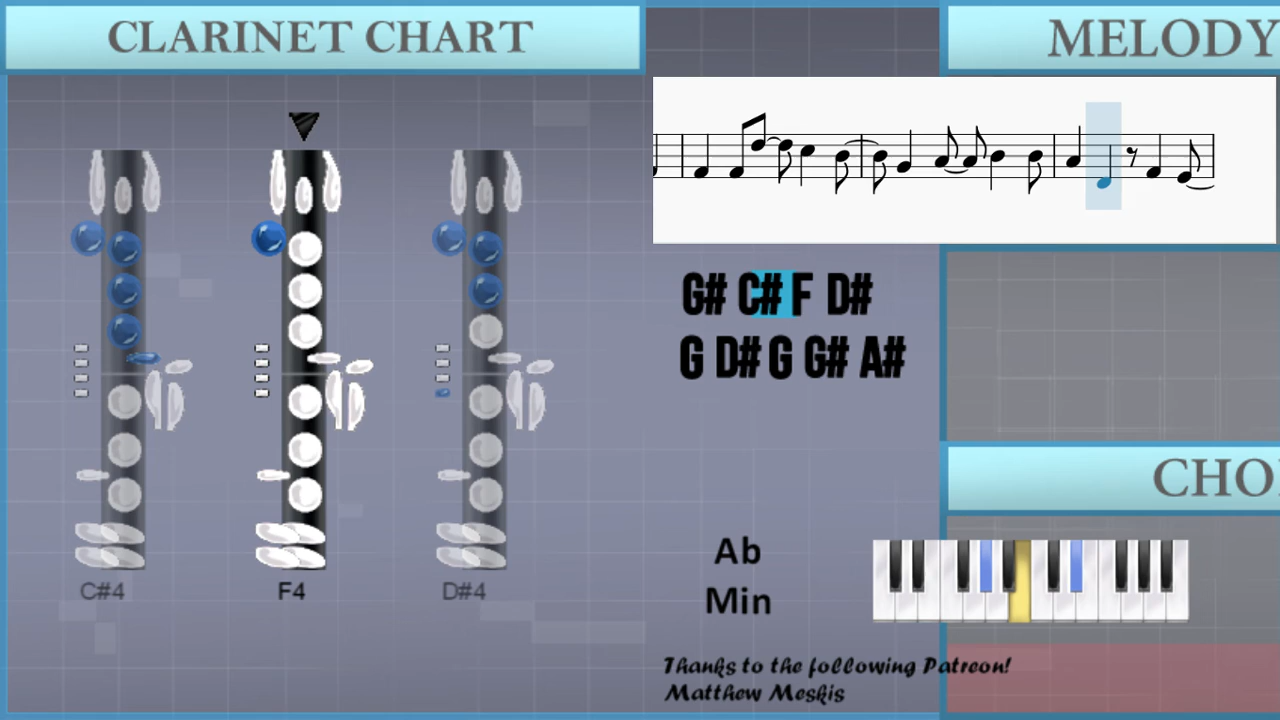 CLARINET CHART
MELODY
G# C# F D#
G D# G G# A#
CHO
C#4
F4
D#4
Ab
Min
Thanks to the following Patreon!
Matthew Meskis